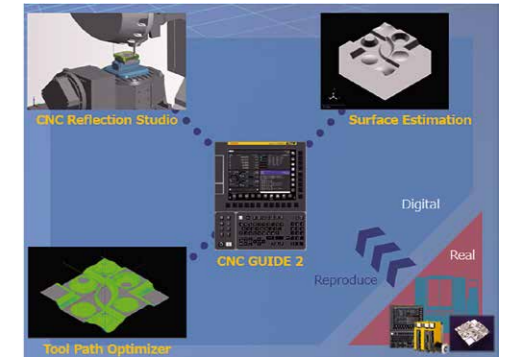 CNC Reflection Studio
Surface Estimation
CNC GUIDE 2
Digital
Real
Reproduce
Tool Path Optimizer